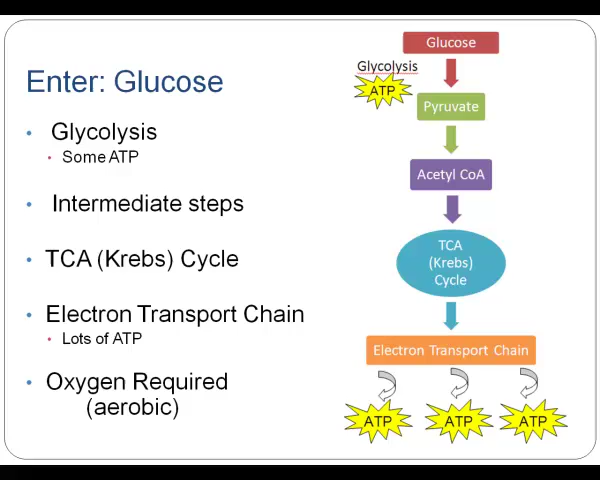 Enter: Glucose
Glycolysis
Some ATP
Intermediate steps
TCA (Krebs) Cycle
Electron Transport Chain
Lots of ATP
Oxygen Required
(aerobic)
Glucose
Glycolysis
ATP
Pyruvate
Acetyl CoA
TCA
(Krebs)
Cycle
Electron Transport Chain
ATP
ATP
ATP